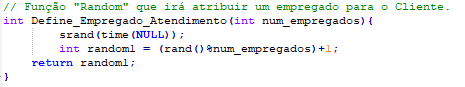 // Função "Random" que irá atribuir um empregado para o Cliente.
int Define_Empregado_Atendimento(int num_empregados){
srand(time(NULL));
int random1 = (rand()%num_empregados)+1;
return random1;
}